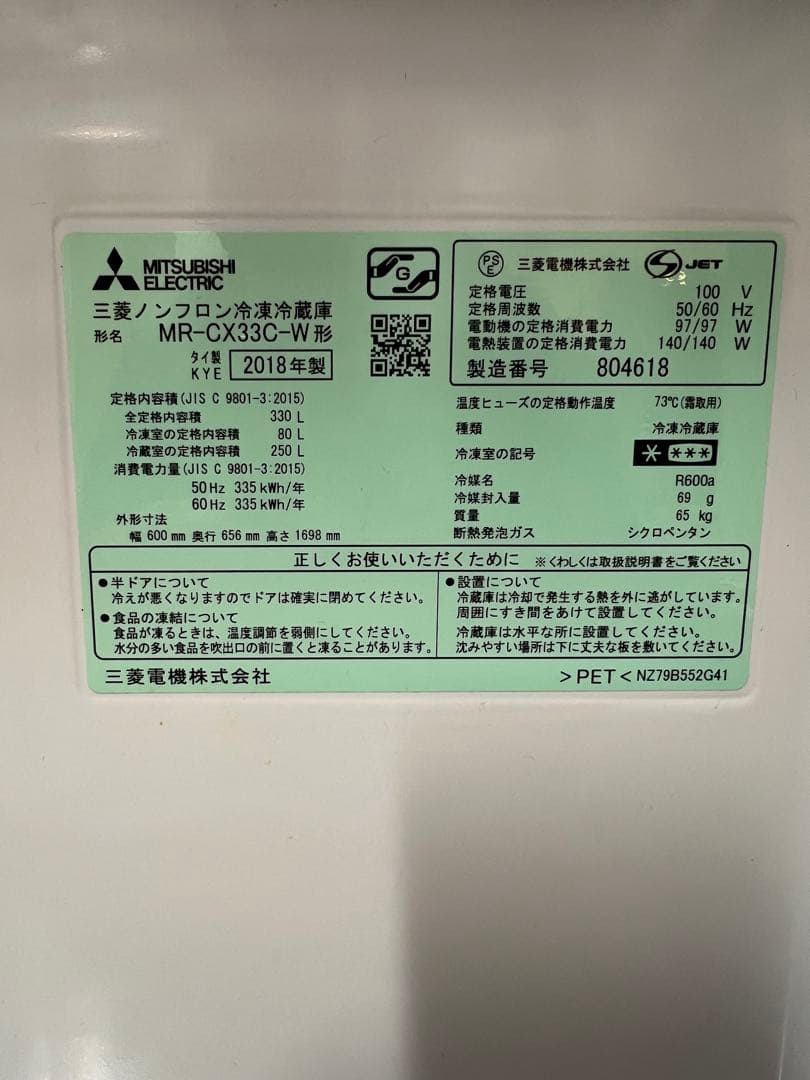 MITSUBISHI
ELECTRIC
三菱ノンフロン冷凍冷蔵庫
形名 MR-CX33C-W形
タイ製
KYE 2018年製
G
定格内容積(JIS C 9801-3:2015)
全定格内容積 330 L
冷凍室の定格内容積 80 L
冷蔵室の定格内容積 250 L
消費電力量(JIS C 9801-3:2015)
50Hz 335kWh/年
60Hz 335kWh/年
外形寸法
幅 600mm 奥行 656mm 高さ 1698mm
PSE 三菱電機株式会社 S JET
定格電圧 100 V
定格周波数 50/60 Hz
電動機の定格消費電力 97/97 W
電熱装置の定格消費電力 140/140 W
製造番号 804618
温度ヒューズの定格動作温度 73℃(霜取用)
種類 冷凍冷蔵庫
冷凍室の記号 * ***
冷媒名 R600a
冷媒封入量 69 g
質量 65 kg
断熱発泡ガス シクロペンタン
正しくお使いいただくために ※くわしくは取扱説明書をご覧ください
●半ドアについて
冷えが悪くなりますのでドアは確実に閉めてください。
●食品の凍結について
食品が凍るときは、温度調節を弱側にしてください。
水分の多い食品を吹出口の前に置くと凍ることがあります。
●設置について
冷蔵庫は冷却で発生する熱を外に逃がしています。
周囲にすき間をあけて設置してください。
冷蔵庫は水平な所に設置してください。
沈みやすい場所は下に丈夫な板を敷いてください。
三菱電機株式会社
>PET< NZ79B552G41